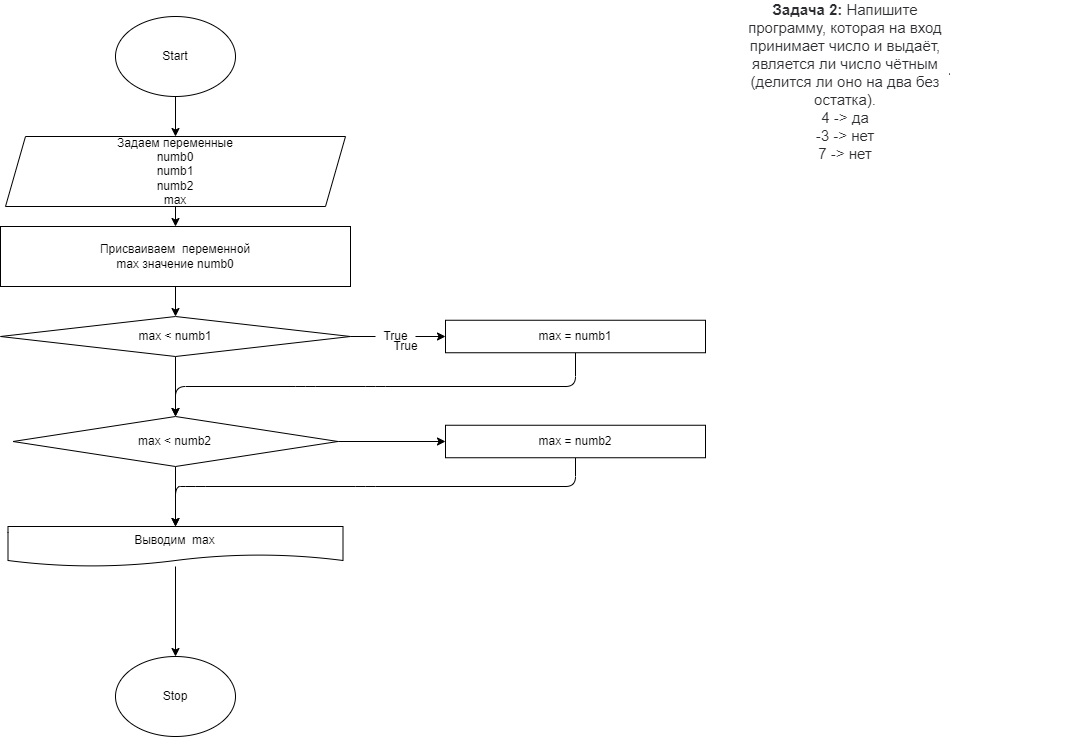 Start
Задаем переменные
numb0
numb1
numb2
max
Присваиваем переменной
max значение numb0
max < numb1
True
True
max = numb1
max < numb2
max = numb2
Выводим max
Stop
Задача 2: Напишите
программу, которая на вход
принимает число и выдаёт,
является ли число чётным
(делится ли оно на два без
остатка).
4 -> да
-3 -> нет
7 -> нет